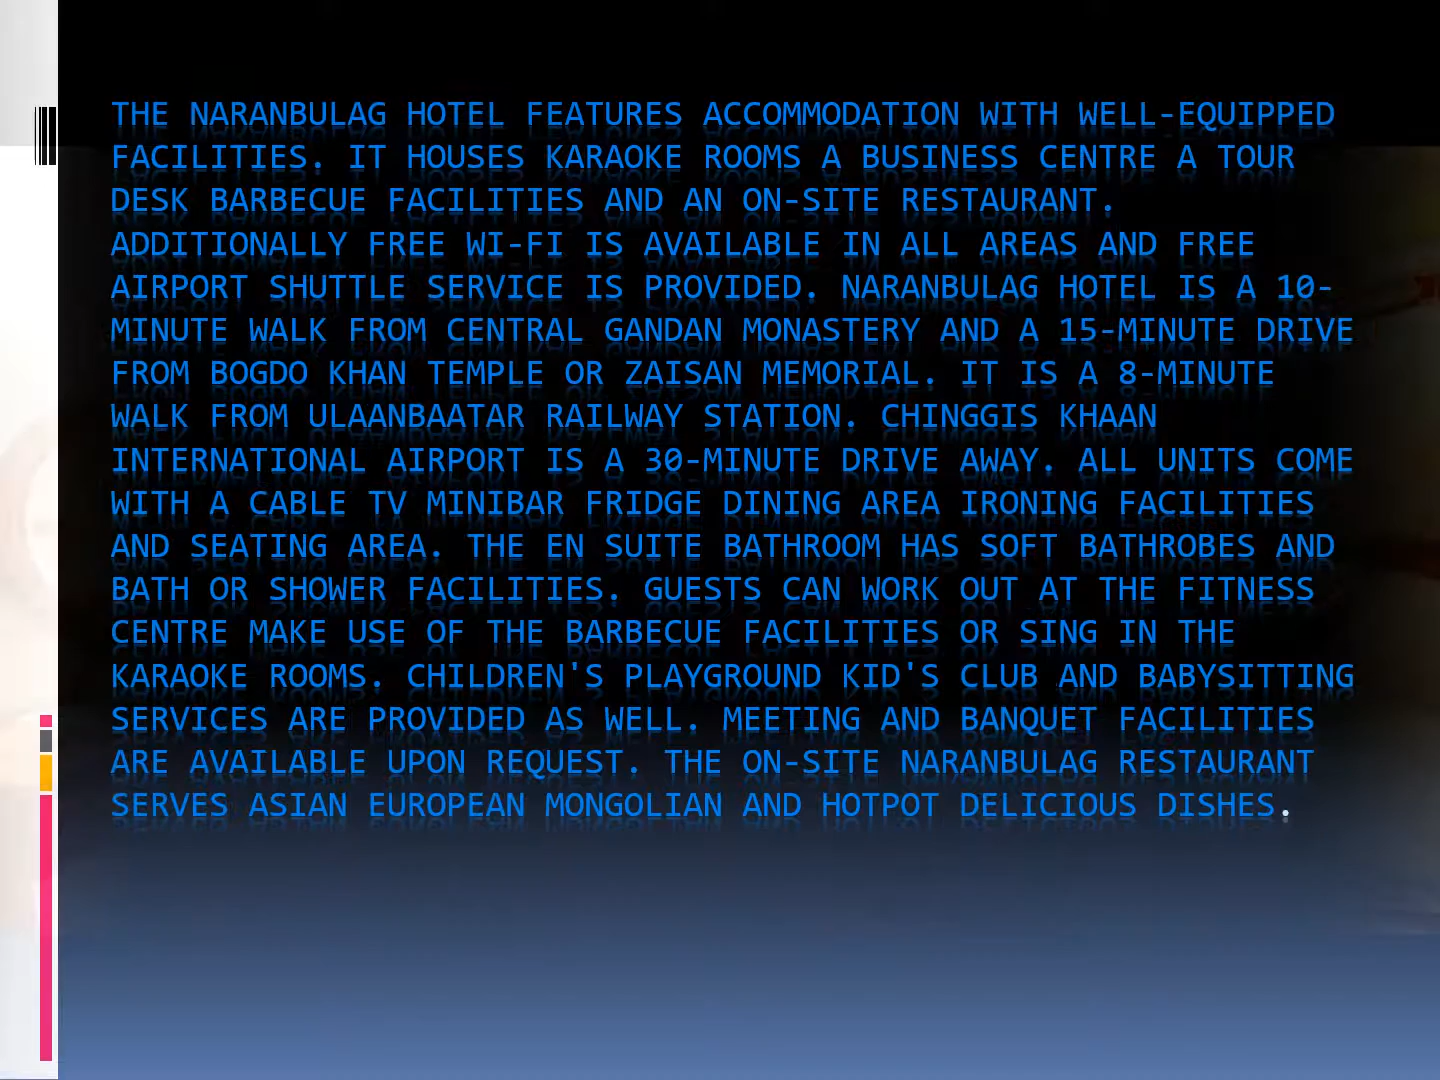 THE NARANBULAG HOTEL FEATURES ACCOMMODATION WITH WELL-EQUIPPED
FACILITIES. IT HOUSES KARAOKE ROOMS A BUSINESS CENTRE A TOUR
DESK BARBECUE FACILITIES AND AN ON-SITE RESTAURANT.
ADDITIONALLY FREE WI-FI IS AVAILABLE IN ALL AREAS AND FREE
AIRPORT SHUTTLE SERVICE IS PROVIDED. NARANBULAG HOTEL IS A 10-
MINUTE WALK FROM CENTRAL GANDAN MONASTERY AND A 15-MINUTE DRIVE
FROM BOGDO KHAN TEMPLE OR ZAISAN MEMORIAL. IT IS A 8-MINUTE
WALK FROM ULAANBAATAR RAILWAY STATION. CHINGGIS KHAAN
INTERNATIONAL AIRPORT IS A 30-MINUTE DRIVE AWAY. ALL UNITS COME
WITH A CABLE TV MINIBAR FRIDGE DINING AREA IRONING FACILITIES
AND SEATING AREA. THE EN SUITE BATHROOM HAS SOFT BATHROBES AND
BATH OR SHOWER FACILITIES. GUESTS CAN WORK OUT AT THE FITNESS
CENTRE MAKE USE OF THE BARBECUE FACILITIES OR SING IN THE
KARAOKE ROOMS. CHILDREN'S PLAYGROUND KID'S CLUB AND BABYSITTING
SERVICES ARE PROVIDED AS WELL. MEETING AND BANQUET FACILITIES
ARE AVAILABLE UPON REQUEST. THE ON-SITE NARANBULAG RESTAURANT
SERVES ASIAN EUROPEAN MONGOLIAN AND HOTPOT DELICIOUS DISHES.